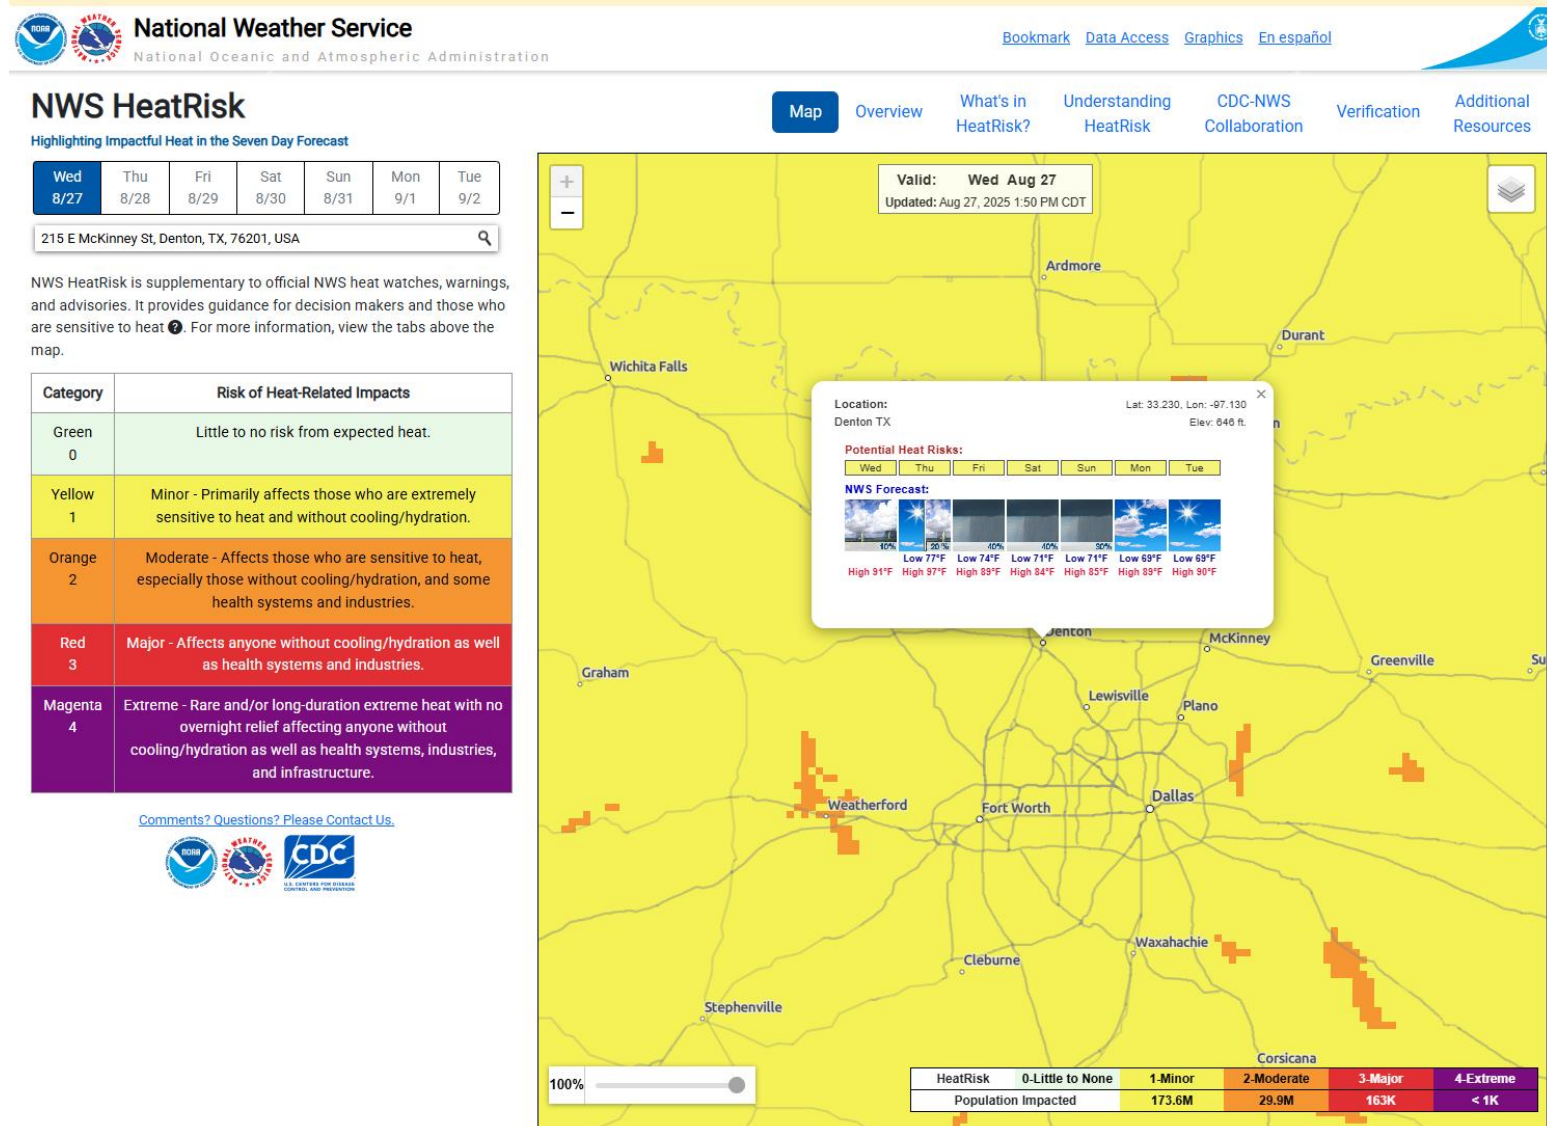 National Weather Service
National Oceanic and Atmospheric Administration
Bookmark Data Access Graphics En español
NWS HeatRisk
Highlighting Impactful Heat in the Seven Day Forecast
Map Overview What's in HeatRisk? Understanding HeatRisk CDC-NWS Collaboration Verification Additional Resources
Wed Thu Fri Sat Sun Mon Tue
8/27 8/28 8/29 8/30 8/31 9/1 9/2
215 E McKinney St, Denton, TX, 76201, USA
NWS HeatRisk is supplementary to official NWS heat watches, warnings,
and advisories. It provides guidance for decision makers and those who
are sensitive to heat ?. For more information, view the tabs above the
map.
Category Risk of Heat-Related Impacts
Green
0
Little to no risk from expected heat.
Yellow
1
Minor - Primarily affects those who are extremely
sensitive to heat and without cooling/hydration.
Orange
2
Moderate - Affects those who are sensitive to heat,
especially those without cooling/hydration, and some
health systems and industries.
Red
3
Major - Affects anyone without cooling/hydration as well
as health systems and industries.
Magenta
4
Extreme - Rare and/or long-duration extreme heat with no
overnight relief affecting anyone without
cooling/hydration as well as health systems, industries,
and infrastructure.
Comments? Questions? Please Contact Us.
NOAA
CDC
U.S. CENTERS FOR DISEASE
CONTROL AND PREVENTION
+
−
Valid: Wed Aug 27
Updated: Aug 27, 2025 1:50 PM CDT
Ardmore
Durant
Wichita Falls
Location:
Denton TX
Lat: 33.230, Lon: -97.130
Elev: 646 ft.
×
Potential Heat Risks:
Wed Thu Fri Sat Sun Mon Tue
NWS Forecast:
10% 20% 40% 40% 30%
Low 77°F Low 74°F Low 71°F Low 71°F Low 69°F Low 69°F
High 91°F High 97°F High 89°F High 84°F High 85°F High 89°F High 90°F
Denton
McKinney
Greenville
Su
Graham
Lewisville
Plano
Dallas
Weatherford
Fort Worth
Waxahachie
Cleburne
Stephenville
Corsicana
100%
HeatRisk 0-Little to None 1-Minor 2-Moderate 3-Major 4-Extreme
Population Impacted 173.6M 29.9M 163K < 1K